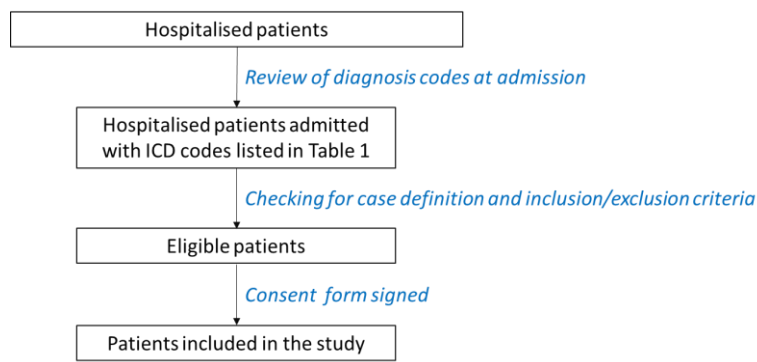 Hospitalised patients
Review of diagnosis codes at admission
Hospitalised patients admitted
with ICD codes listed in Table 1
Checking for case definition and inclusion/exclusion criteria
Eligible patients
Consent form signed
Patients included in the study